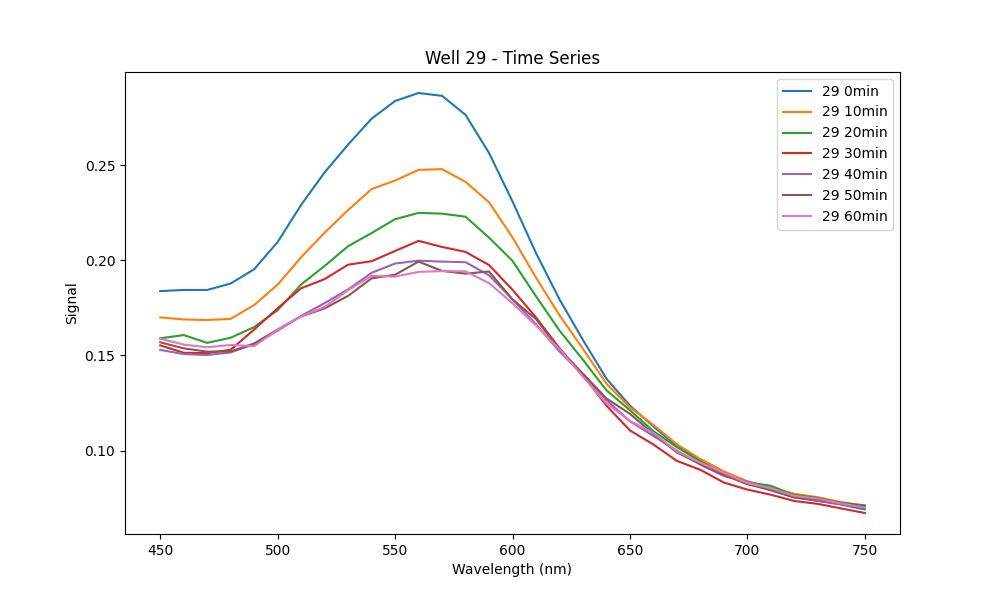 Well 29 - Time Series
29 0min
29 10min
29 20min
29 30min
29 40min
29 50min
29 60min
Signal
0.25
0.20
0.15
0.10
450 500 550 600 650 700 750
Wavelength (nm)